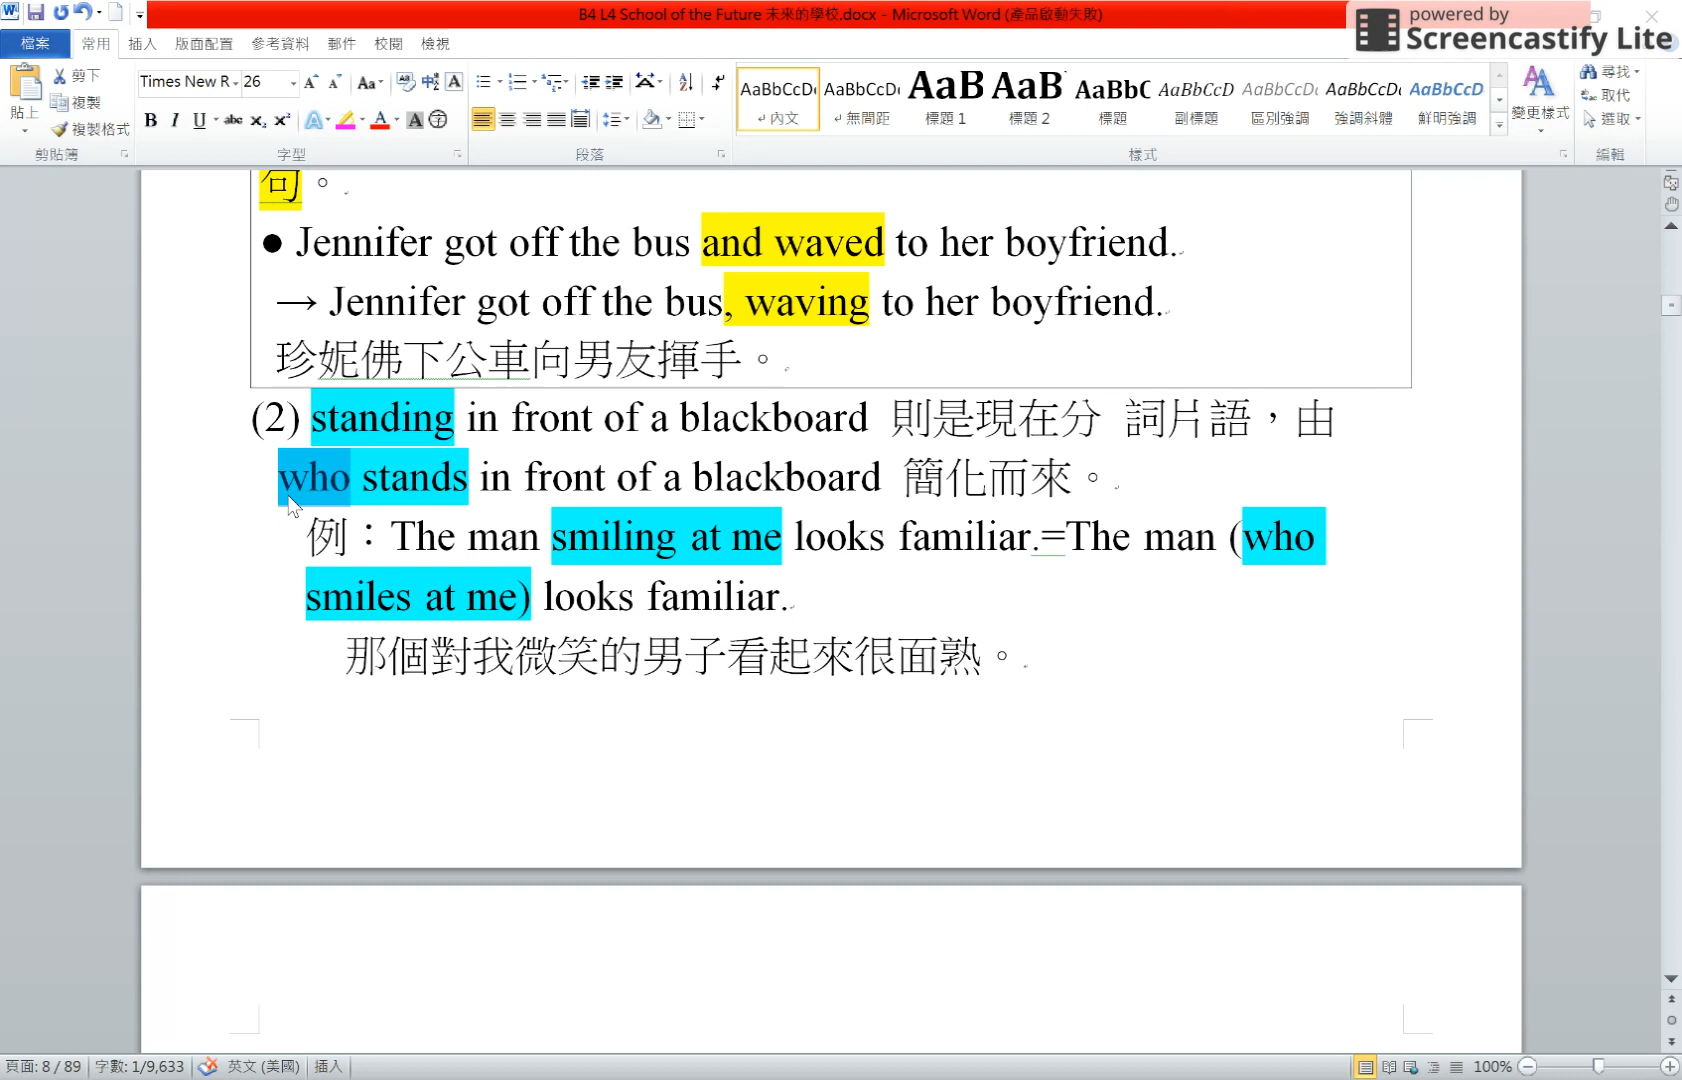 B4 L4 School of the Future 未來的學校.docx - Microsoft Word (產品啟動失敗)
powered by
Screencastify Lite
檔案 常用 插入 版面配置 參考資料 郵件 校閱 檢視
貼上 剪下 複製 複製格式
Times New R 26
AaBbCcDc AaBbCcDc AaB AaB AaBbC AaBbCcD AaBbCcDc AaBbCcDc AaBbCcD
內文 無間距 標題 1 標題 2 標題 副標題 區別強調 強調斜體 鮮明強調
變更樣式 尋找 取代 選取
剪貼簿 字型 段落 樣式 編輯
句。
● Jennifer got off the bus and waved to her boyfriend.
→ Jennifer got off the bus, waving to her boyfriend.
珍妮佛下公車向男友揮手。
(2) standing in front of a blackboard 則是現在分 詞片語，由
who stands in front of a blackboard 簡化而來。
例：The man smiling at me looks familiar.=The man (who
smiles at me) looks familiar.
那個對我微笑的男子看起來很面熟。
頁面: 8 / 89 字數: 1/9,633 英文 (美國) 插入 100%